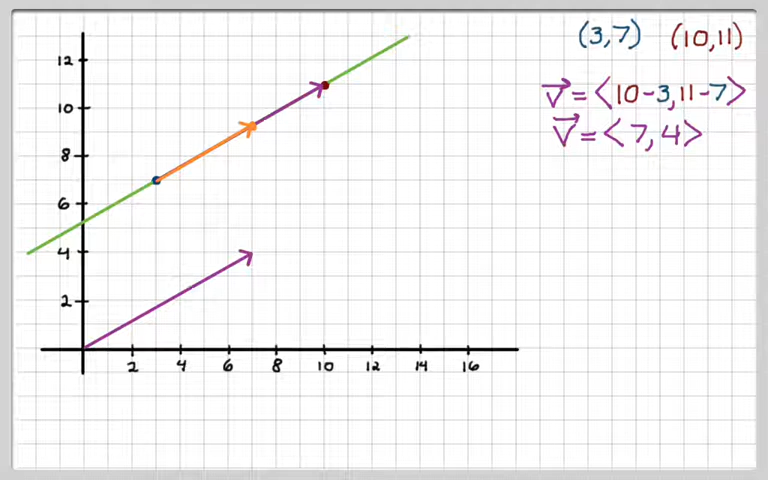 (3,7) (10,11)
V⃗ = <10-3,11-7>
V⃗ = <7,4>
12
10
8
6
4
2
2 4 6 8 10 12 14 16